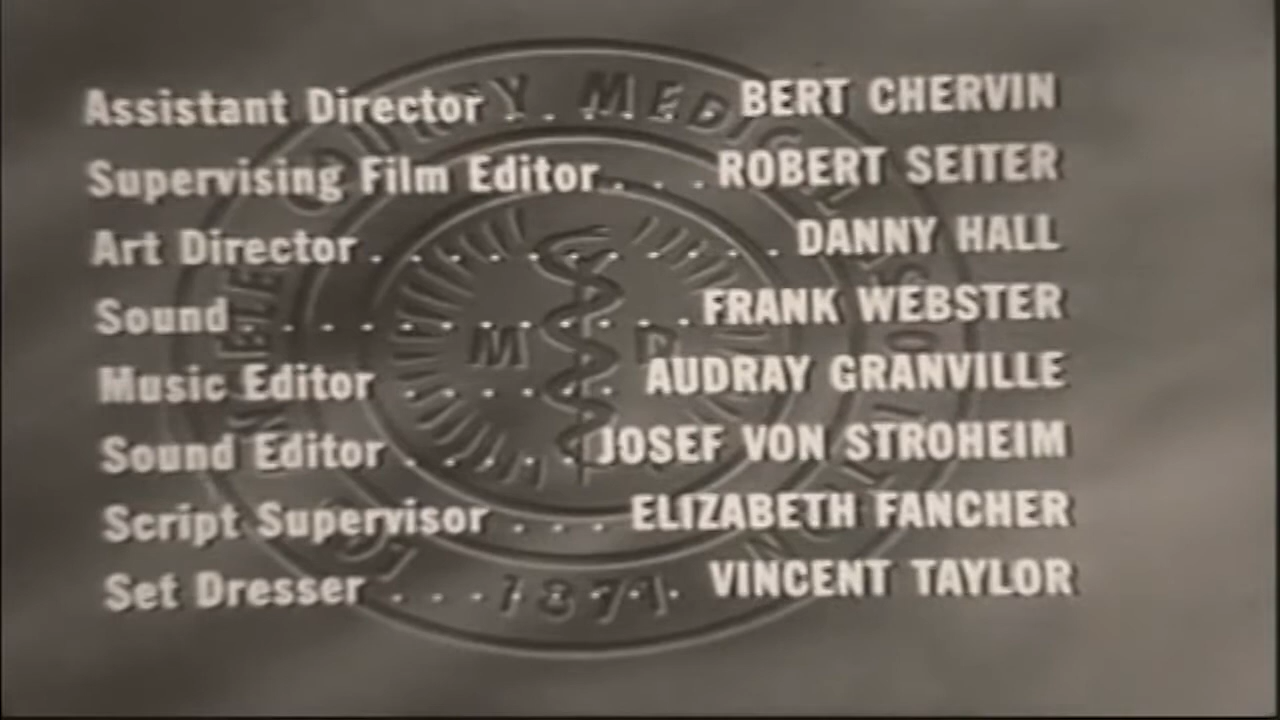 Assistant Director . . . . . BERT CHERVIN
Supervising Film Editor . . . ROBERT SEITER
Art Director . . . . . . . . . . . . DANNY HALL
Sound . . . . . . . . . . . . FRANK WEBSTER
Music Editor . . . . . . AUDRAY GRANVILLE
Sound Editor . . . . . JOSEF VON STROHEIM
Script Supervisor . . . ELIZABETH FANCHER
Set Dresser . . . . . . . . VINCENT TAYLOR
M D
1871